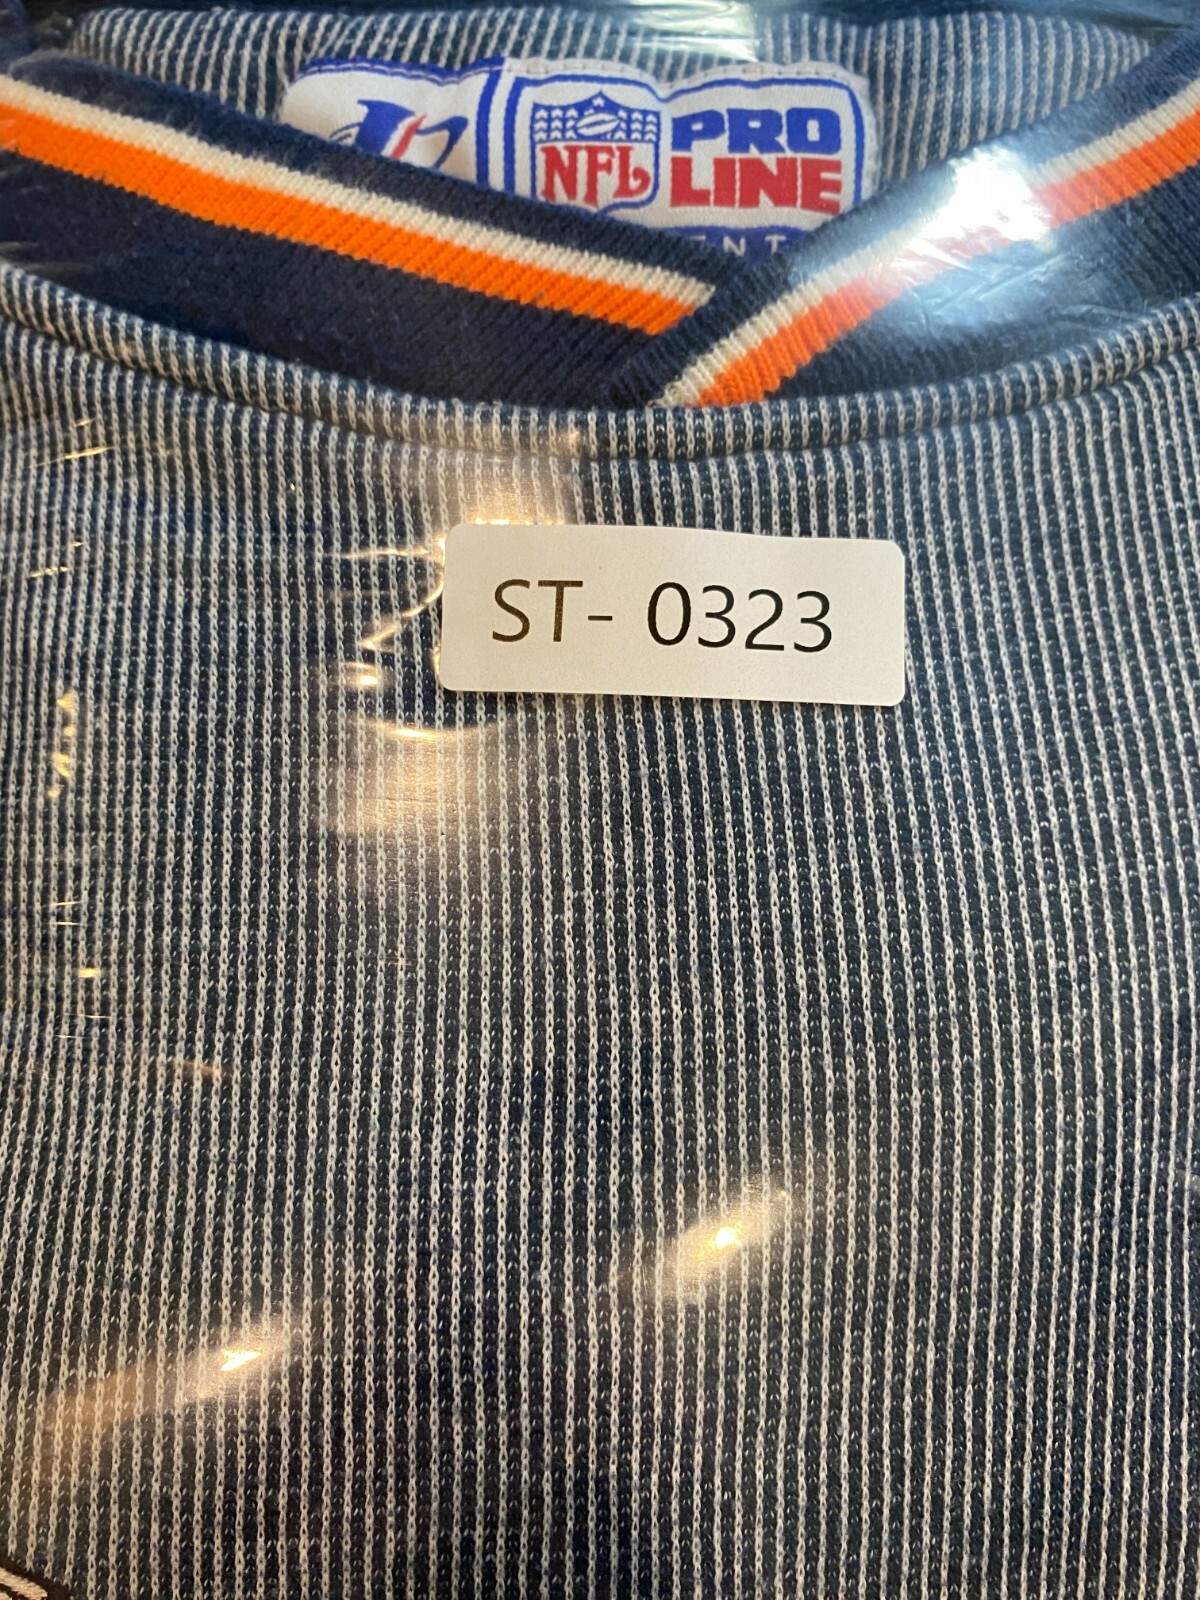 NFL
PRO
LINE
ST- 0323